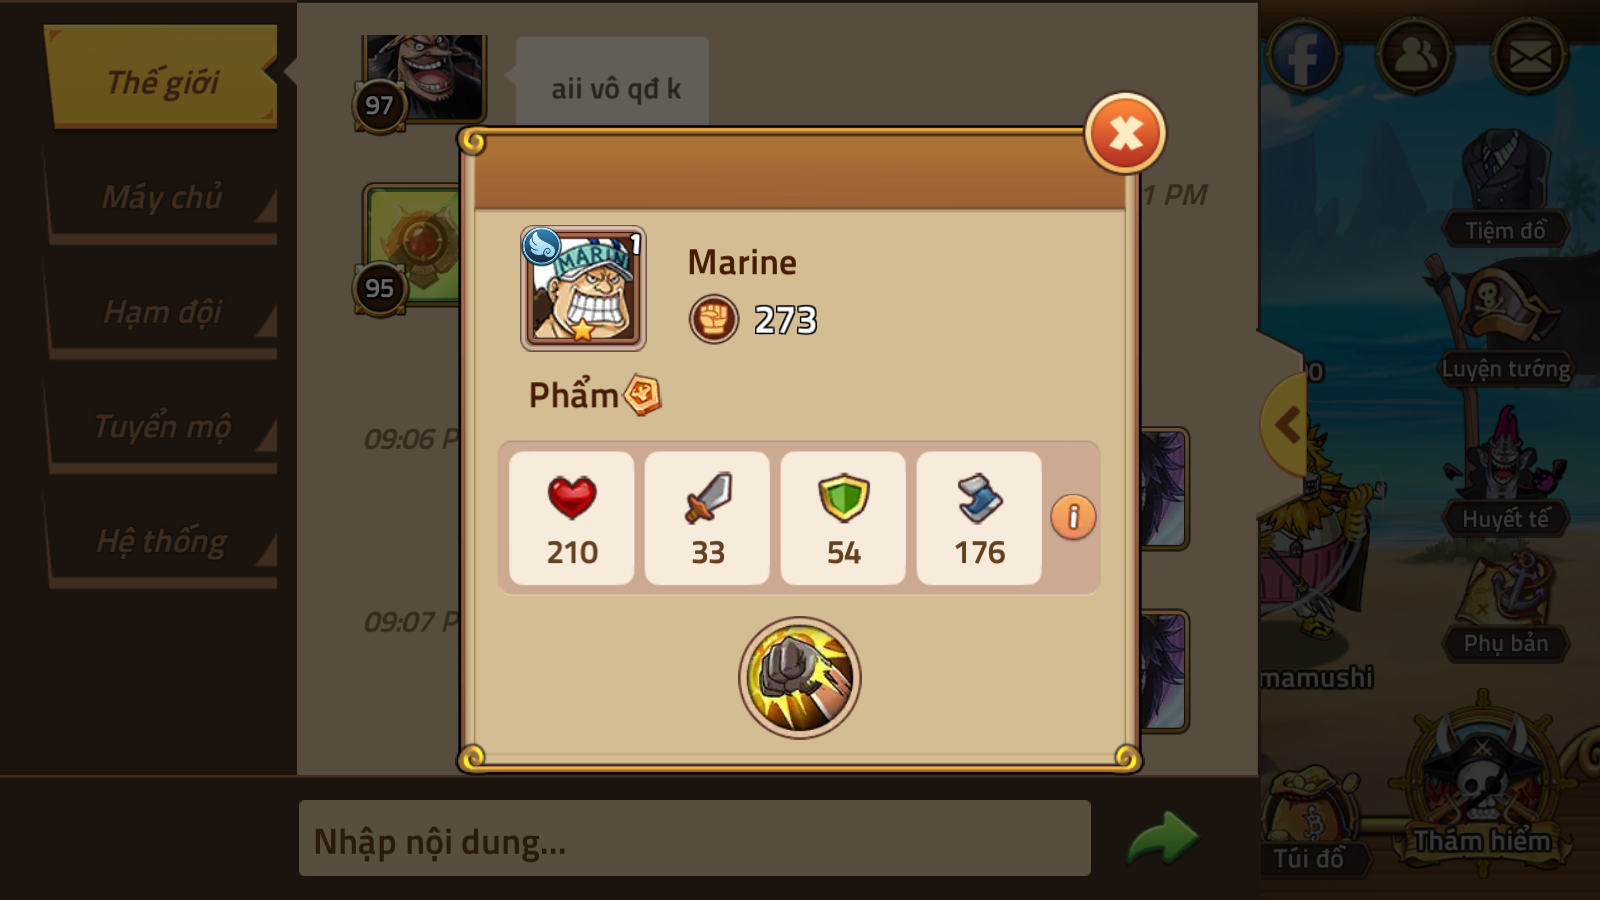 Thế giới
Máy chủ
Hạm đội
Tuyển mộ
Hệ thống
97
aii vô qđ k
95
1 PM
09:06 P
09:07 P
MARIN
1
Marine
273
Phẩm
210
33
54
176
Nhập nội dung...
Tiệm đồ
Luyện tướng
Huyết tế
Phụ bản
mamushi
Túi đồ
Thám hiểm